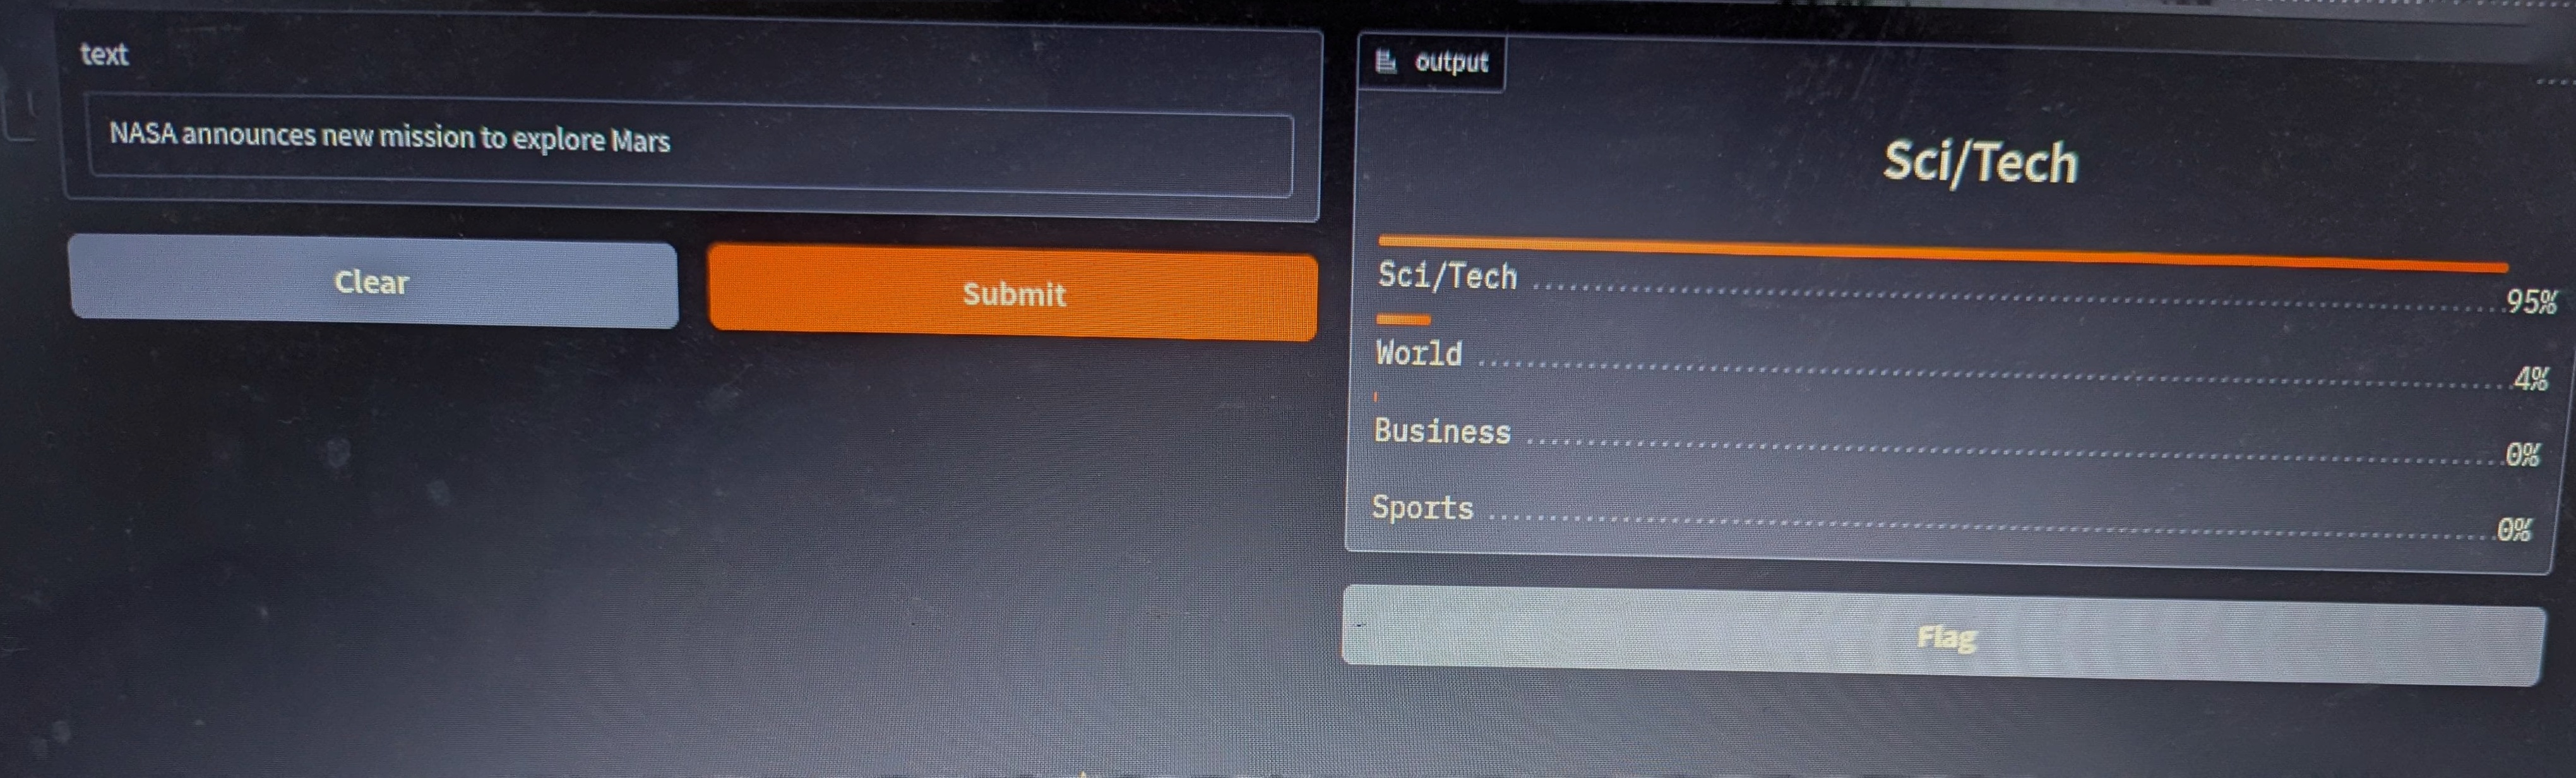 text
NASA announces new mission to explore Mars
Clear
Submit
output
Sci/Tech
Sci/Tech 95%
World 4%
Business 0%
Sports 0%
Flag